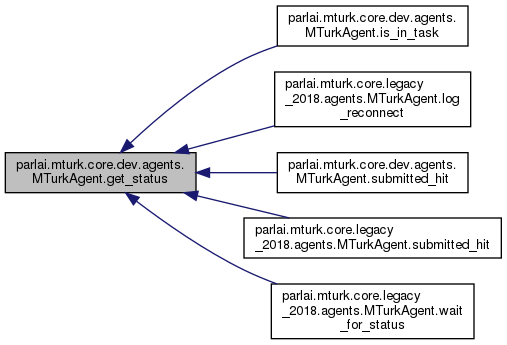 parlai.mturk.core.dev.agents.
MTurkAgent.is_in_task
parlai.mturk.core.legacy
_2018.agents.MTurkAgent.log
_reconnect
parlai.mturk.core.dev.agents.
MTurkAgent.get_status
parlai.mturk.core.dev.agents.
MTurkAgent.submitted_hit
parlai.mturk.core.legacy
_2018.agents.MTurkAgent.submitted_hit
parlai.mturk.core.legacy
_2018.agents.MTurkAgent.wait
_for_status